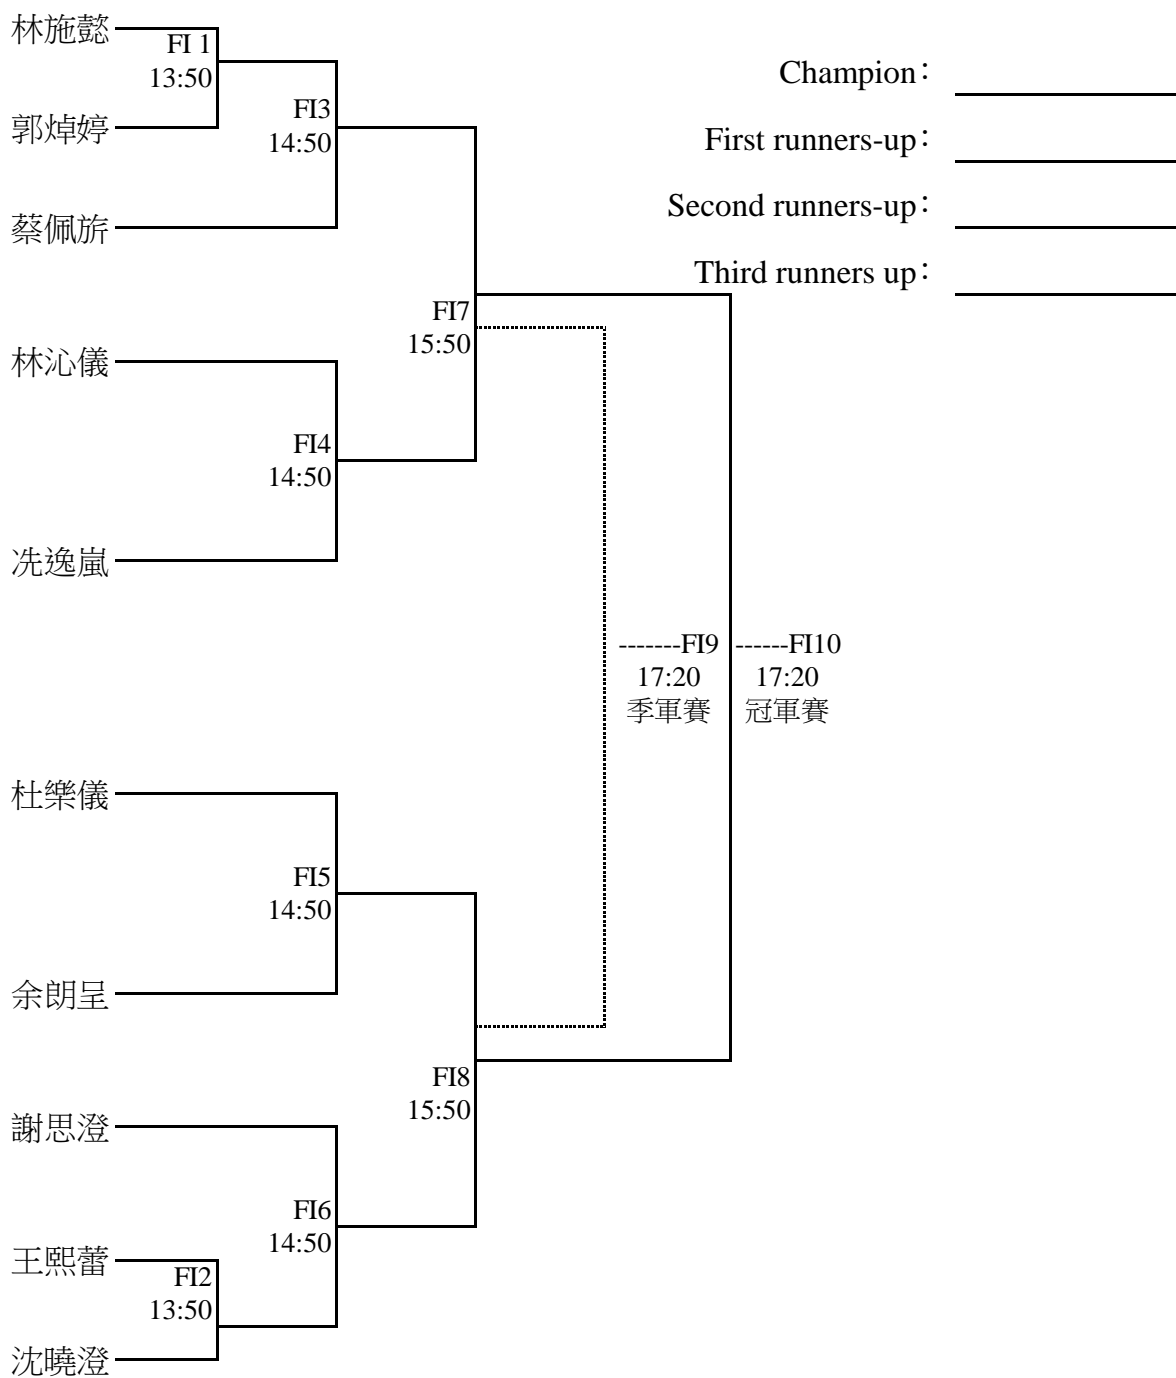 林施懿
FI 1
13:50
Champion：
FI3
14:50
郭焯婷
First runners-up：
Second runners-up：
蔡佩旂
Third runners up：
FI7
15:50
林沁儀
FI4
14:50
冼逸嵐
-------FI9
17:20
季軍賽
------FI10
17:20
冠軍賽
杜樂儀
FI5
14:50
余朗呈
FI8
15:50
謝思澄
FI6
14:50
王熙蕾
FI2
13:50
沈曉澄